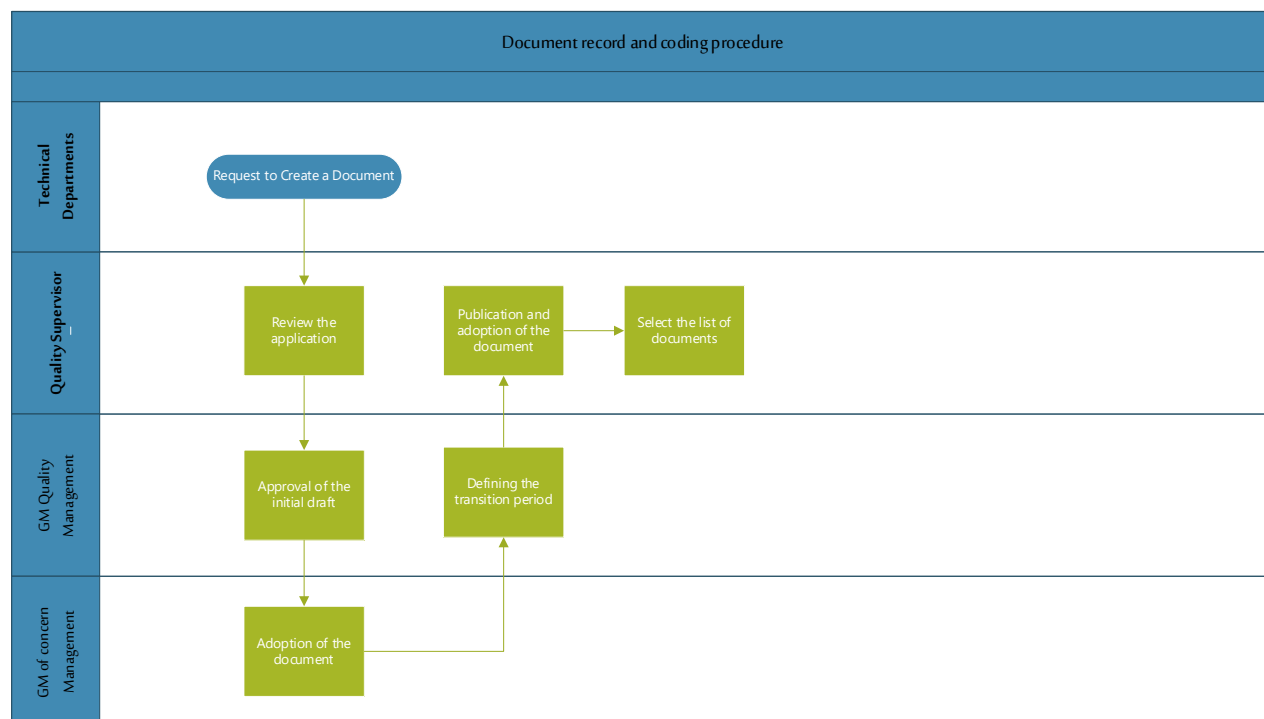 Document record and coding procedure
Technical
Departments
Request to Create a Document
Quality Supervisor
_
Review the
application
Publication and
adoption of the
document
Select the list of
documents
GM Quality
Management
Approval of the
initial draft
Defining the
transition period
GM of concern
Management
Adoption of the
document